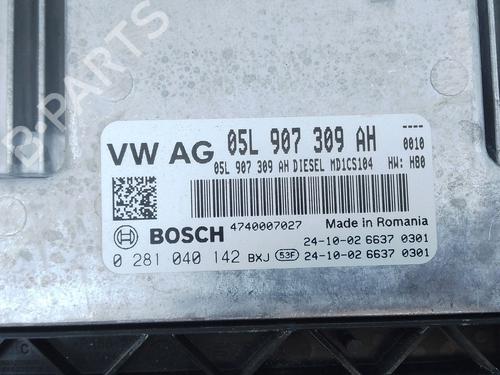 VW AG 05L 907 309 AH ----
0010
05L 907 309 AH DIESEL MD1CS104 HW: H80
4740007027 Made in Romania
BOSCH 24-10-02 6637 0301
0 281 040 142 BXJ 53F 24-10-02 6637 0301
B-PARTS